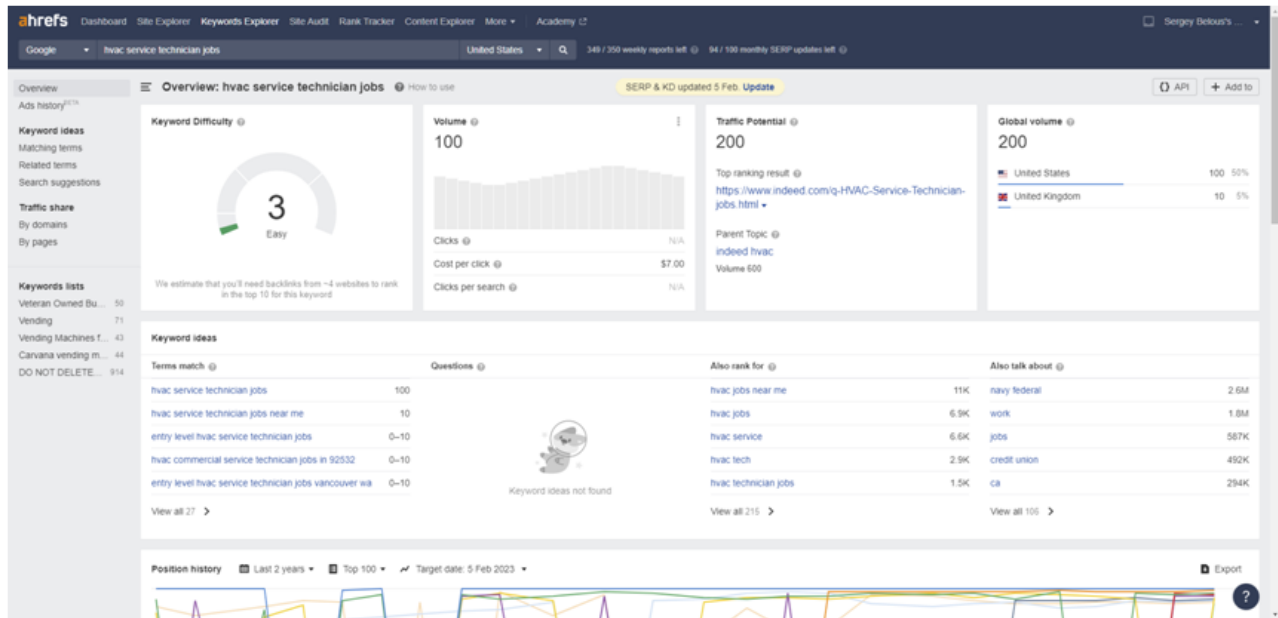 ahrefs Dashboard Site Explorer Keywords Explorer Site Audit Rank Tracker Content Explorer More Academy Sergey Belous's ...
Google hvac service technician jobs United States 349 / 350 weekly reports left 94 / 100 monthly SERP updates left
Overview
Ads history BETA
Keyword ideas
Matching terms
Related terms
Search suggestions
Traffic share
By domains
By pages
Keywords lists
Veteran Owned Bu... 50
Vending 71
Vending Machines f... 43
Carvana vending m... 44
DO NOT DELETE... 914
Overview: hvac service technician jobs How to use SERP & KD updated 5 Feb. Update API + Add to
Keyword Difficulty
3
Easy
We estimate that you'll need backlinks from ~4 websites to rank
in the top 10 for this keyword
Volume
100
Clicks N/A
Cost per click $7.00
Clicks per search N/A
Traffic Potential
200
Top ranking result
https://www.indeed.com/q-HVAC-Service-Technician-
jobs.html
Parent Topic
indeed hvac
Volume 600
Global volume
200
United States 100 50%
United Kingdom 10 5%
Keyword ideas
Terms match
hvac service technician jobs 100
hvac service technician jobs near me 10
entry level hvac service technician jobs 0–10
hvac commercial service technician jobs in 92532 0–10
entry level hvac service technician jobs vancouver wa 0–10
View all 27
Questions
Keyword ideas not found
Also rank for
hvac jobs near me 11K
hvac jobs 6.9K
hvac service 6.6K
hvac tech 2.9K
hvac technician jobs 1.5K
View all 215
Also talk about
navy federal 2.6M
work 1.8M
jobs 587K
credit union 492K
ca 294K
View all 106
Position history Last 2 years Top 100 Target date: 5 Feb 2023 Export
?